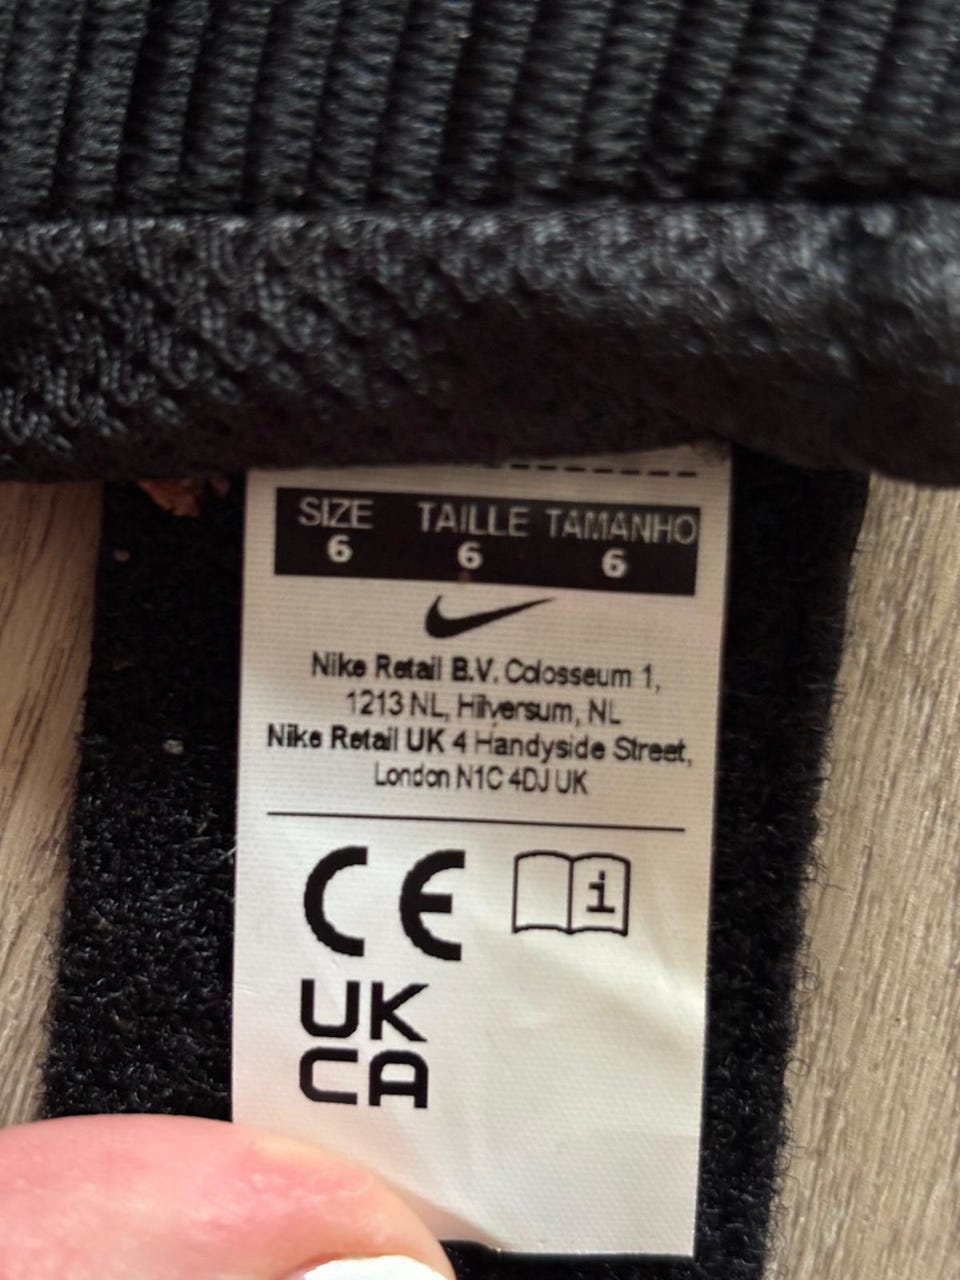 SIZE TAILLE TAMANHO
6 6 6
Nike Retail B.V. Colosseum 1,
1213 NL, Hilversum, NL
Nike Retail UK 4 Handyside Street,
London N1C 4DJ UK
CE i
UK
CA